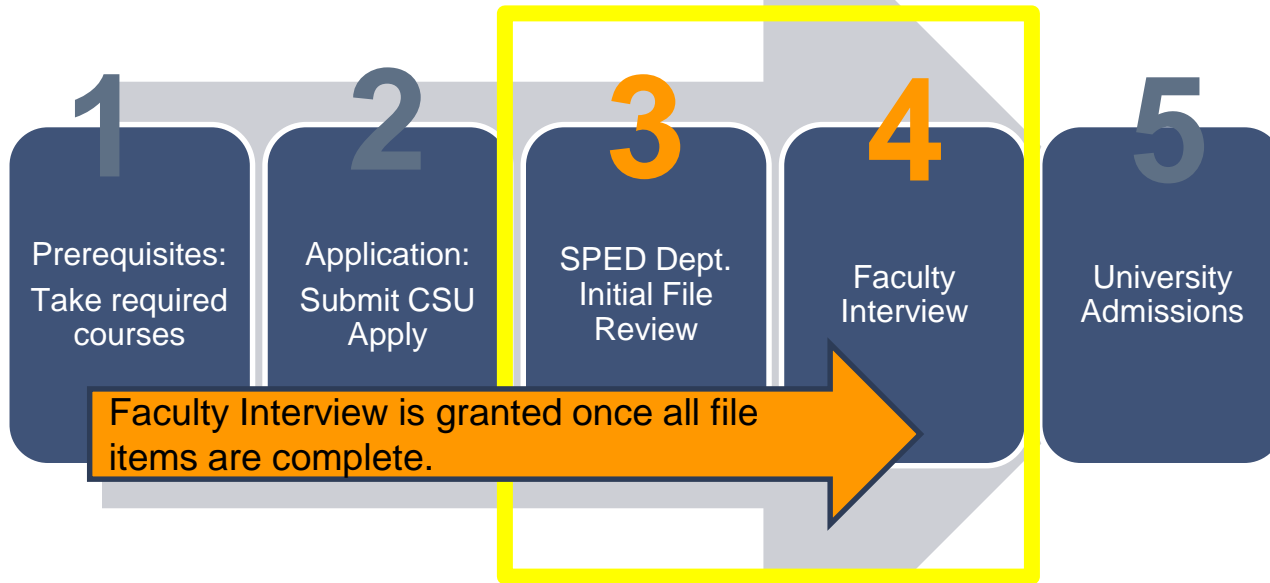 1
Prerequisites:
Take required
courses
2
Application:
Submit CSU
Apply
3
SPED Dept.
Initial File
Review
4
Faculty
Interview
5
University
Admissions
Faculty Interview is granted once all file
items are complete.